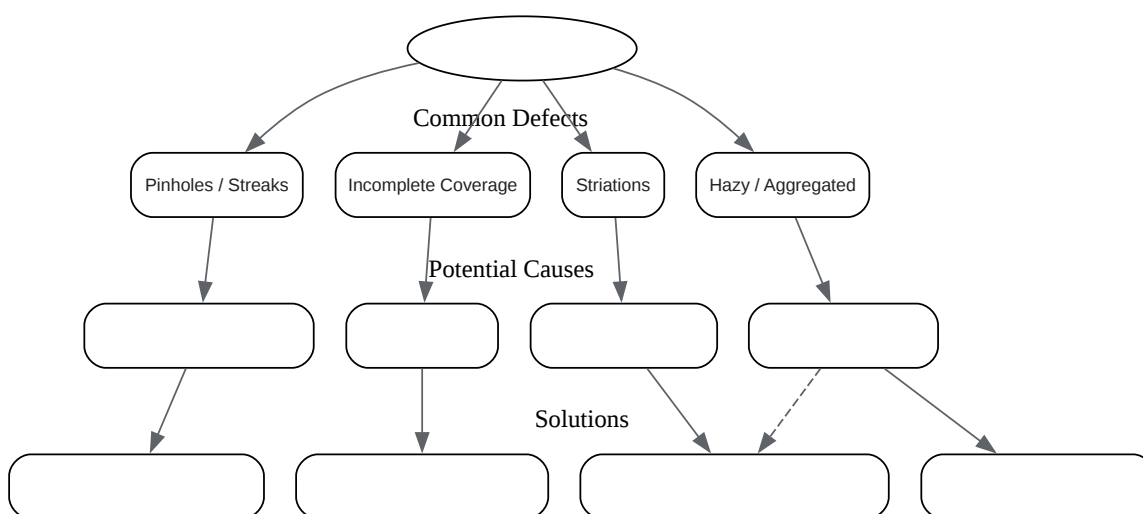 Common Defects
Pinholes / Streaks
Incomplete Coverage
Striations
Hazy / Aggregated
Potential Causes
Solutions